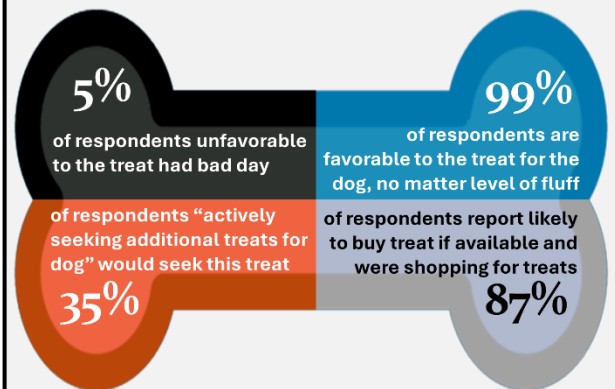 5%
of respondents unfavorable
to the treat had bad day
99%
of respondents are
favorable to the treat for the
dog, no matter level of fluff
of respondents “actively
seeking additional treats for
dog” would seek this treat
35%
of respondents report likely
to buy treat if available and
were shopping for treats
87%